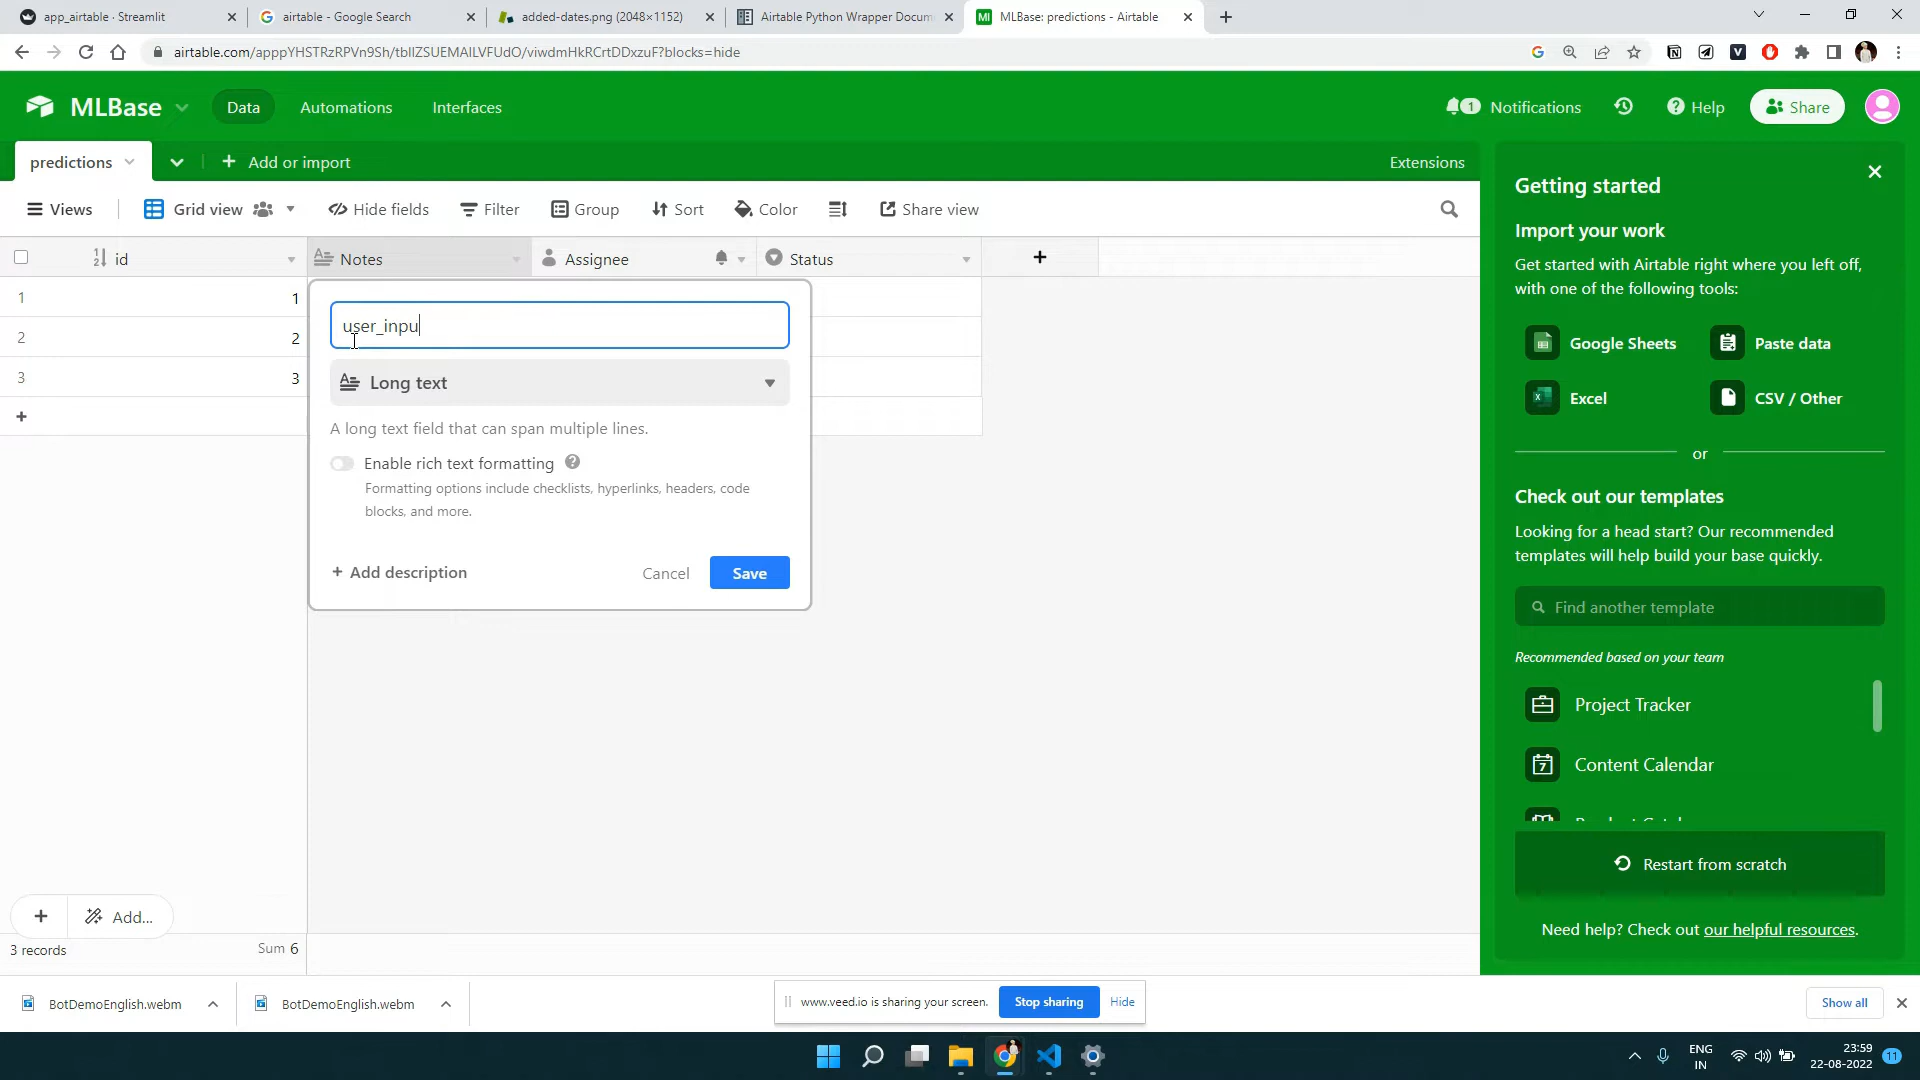 app_airtable · Streamlit
airtable - Google Search
added-dates.png (2048×1152)
Airtable Python Wrapper Docum
MLBase: predictions - Airtable
airtable.com/apppYHSTRzRPVn9Sh/tbllZSUEMAILVFUdO/viwdmHkRCrtDDxzuF?blocks=hide
MLBase
Data
Automations
Interfaces
1
Notifications
Help
Share
predictions
Add or import
Extensions
Views
Grid view
Hide fields
Filter
Group
Sort
Color
Share view
id
Notes
Assignee
Status
1 1
2 2
3 3
user_inpu
Long text
A long text field that can span multiple lines.
Enable rich text formatting
Formatting options include checklists, hyperlinks, headers, code
blocks, and more.
+ Add description
Cancel
Save
Getting started
Import your work
Get started with Airtable right where you left off,
with one of the following tools:
Google Sheets
Paste data
Excel
CSV / Other
or
Check out our templates
Looking for a head start? Our recommended
templates will help build your base quickly.
Find another template
Recommended based on your team
Project Tracker
Content Calendar
Restart from scratch
Need help? Check out our helpful resources.
Add...
3 records
Sum 6
BotDemoEnglish.webm
BotDemoEnglish.webm
www.veed.io is sharing your screen.
Stop sharing
Hide
Show all
ENG
IN
23:59
22-08-2022
11